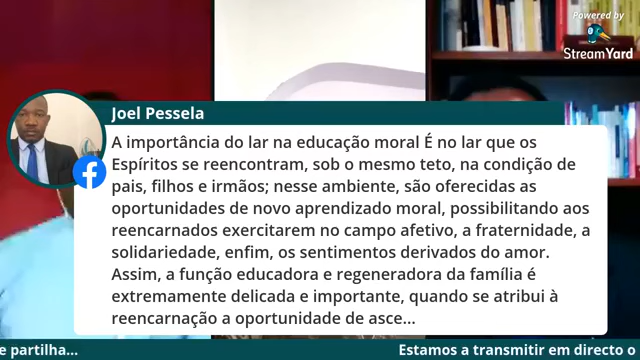 Powered by
StreamYard
Joel Pessela
A importância do lar na educação moral É no lar que os
Espíritos se reencontram, sob o mesmo teto, na condição de
pais, filhos e irmãos; nesse ambiente, são oferecidas as
oportunidades de novo aprendizado moral, possibilitando aos
reencarnados exercitarem no campo afetivo, a fraternidade, a
solidariedade, enfim, os sentimentos derivados do amor.
Assim, a função educadora e regeneradora da família é
extremamente delicada e importante, quando se atribui à
reencarnação a oportunidade de asce...
e partilha...
Estamos a transmitir em directo o